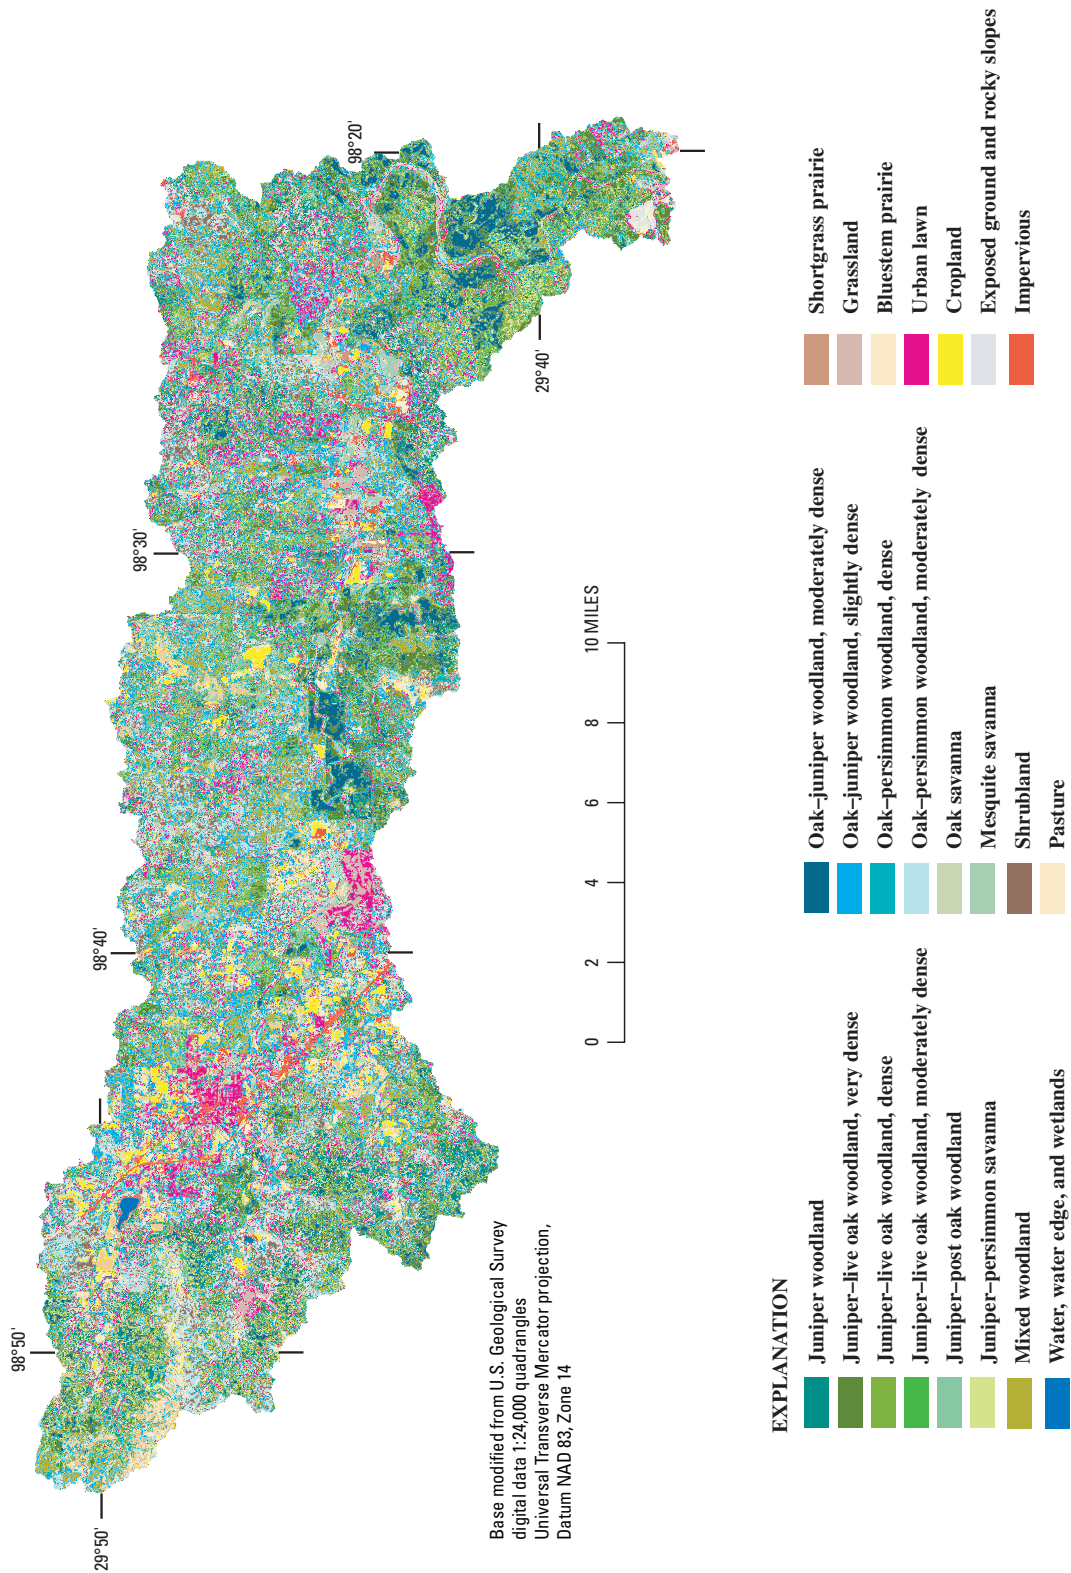 98°20'
98°30'
98°40'
98°50'
29°50'
29°40'
0 2 4 6 8 10 MILES
Base modified from U.S. Geological Survey
digital data 1:24,000 quadrangles
Universal Transverse Mercator projection,
Datum NAD 83, Zone 14
EXPLANATION
Juniper woodland
Juniper–live oak woodland, very dense
Juniper–live oak woodland, dense
Juniper–live oak woodland, moderately dense
Juniper–post oak woodland
Juniper–persimmon savanna
Mixed woodland
Water, water edge, and wetlands
Oak–juniper woodland, moderately dense
Oak–juniper woodland, slightly dense
Oak–persimmon woodland, dense
Oak–persimmon woodland, moderately dense
Oak savanna
Mesquite savanna
Shrubland
Pasture
Shortgrass prairie
Grassland
Bluestem prairie
Urban lawn
Cropland
Exposed ground and rocky slopes
Impervious